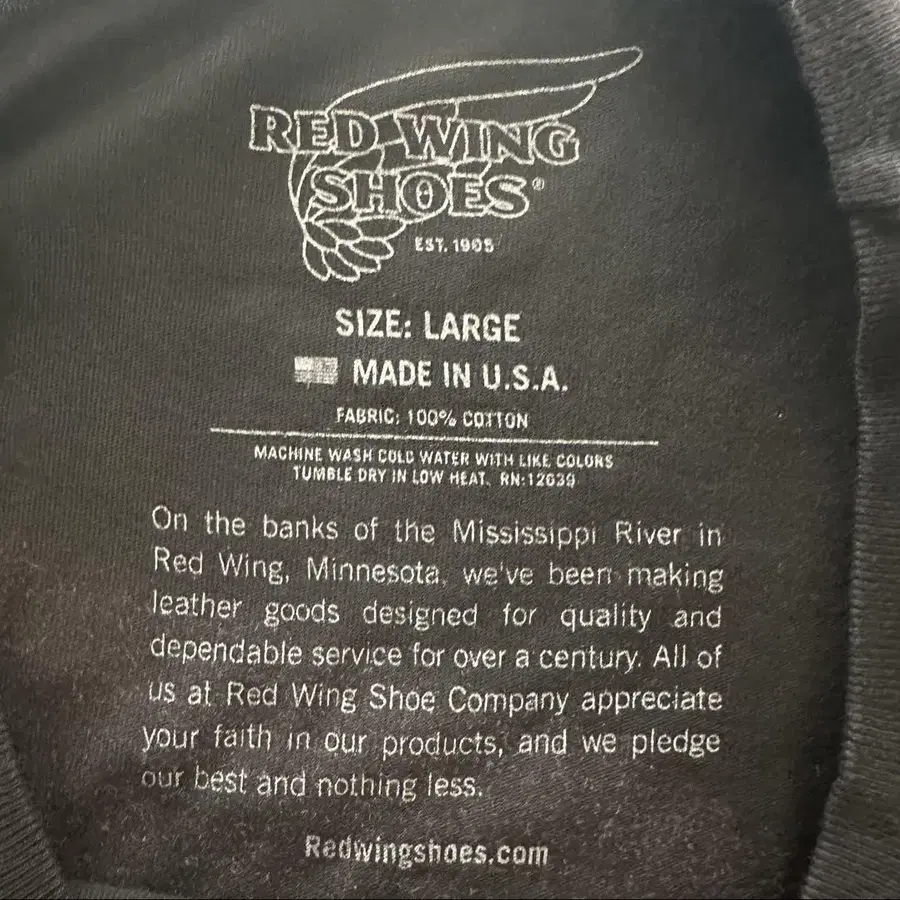 RED WING
SHOES®
EST. 1905
SIZE: LARGE
MADE IN U.S.A.
FABRIC: 100% COTTON
MACHINE WASH COLD WATER WITH LIKE COLORS
TUMBLE DRY IN LOW HEAT. RN:12639
On the banks of the Mississippi River in
Red Wing, Minnesota, we've been making
leather goods designed for quality and
dependable service for over a century. All of
us at Red Wing Shoe Company appreciate
your faith in our products, and we pledge
our best and nothing less.
Redwingshoes.com